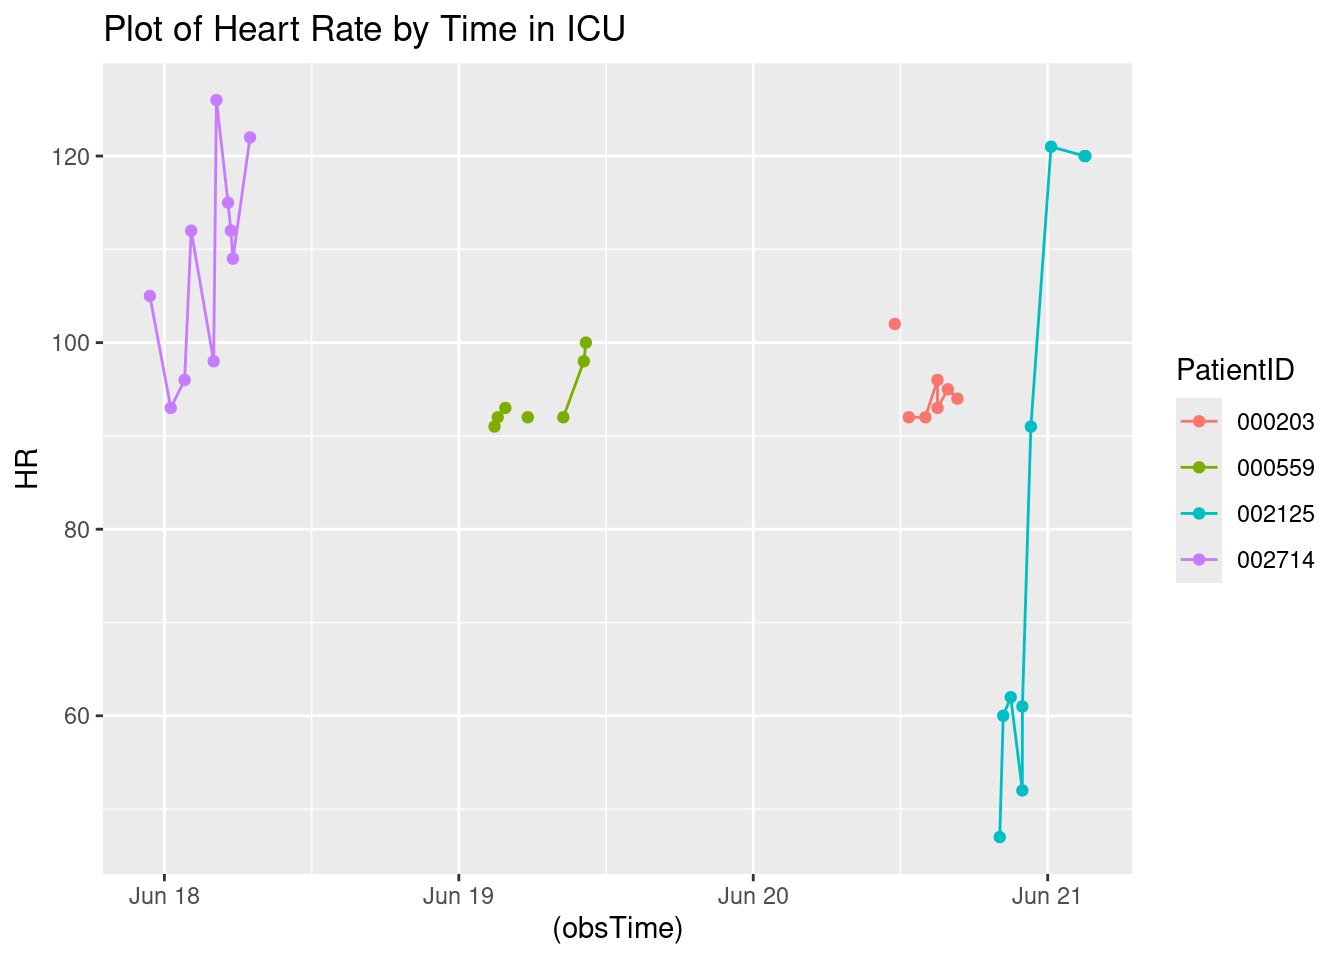 Plot of Heart Rate by Time in ICU
120
100
80
60
HR
Jun 18
Jun 19
Jun 20
Jun 21
(obsTime)
PatientID
000203
000559
002125
002714